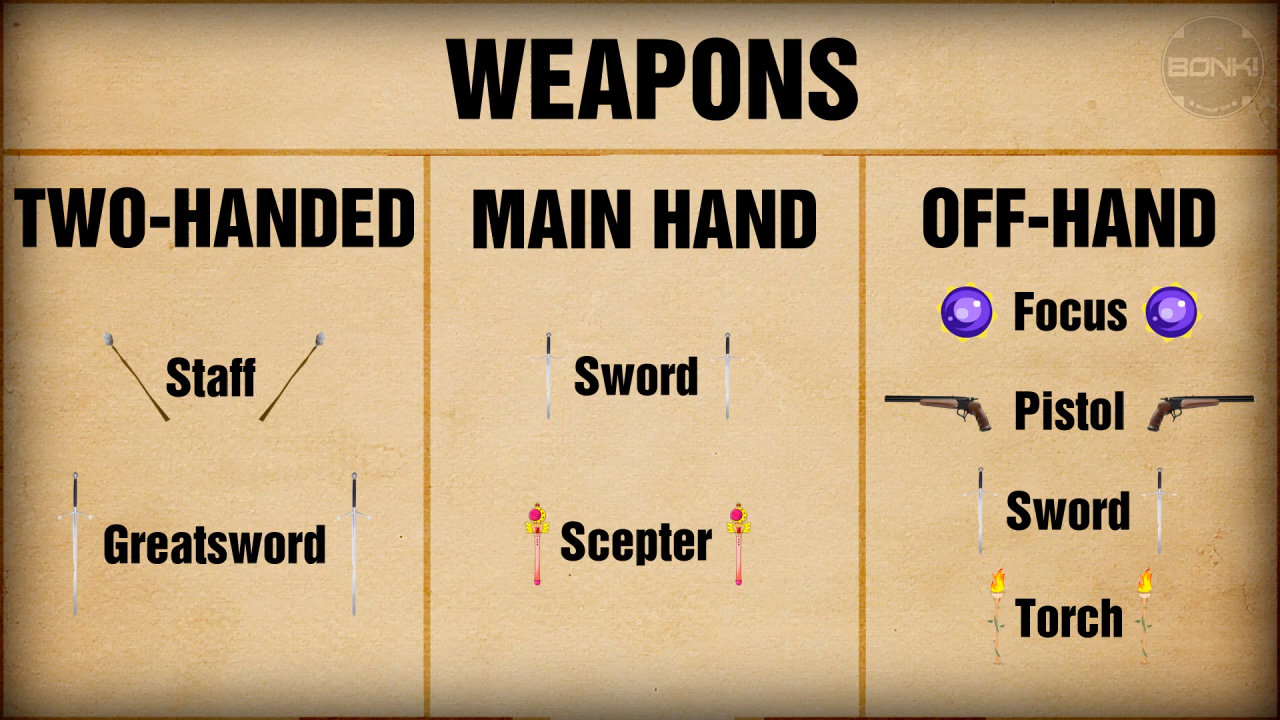 WEAPONS
BONK!
TWO-HANDED
Staff
Greatsword
MAIN HAND
Sword
Scepter
OFF-HAND
Focus
Pistol
Sword
Torch